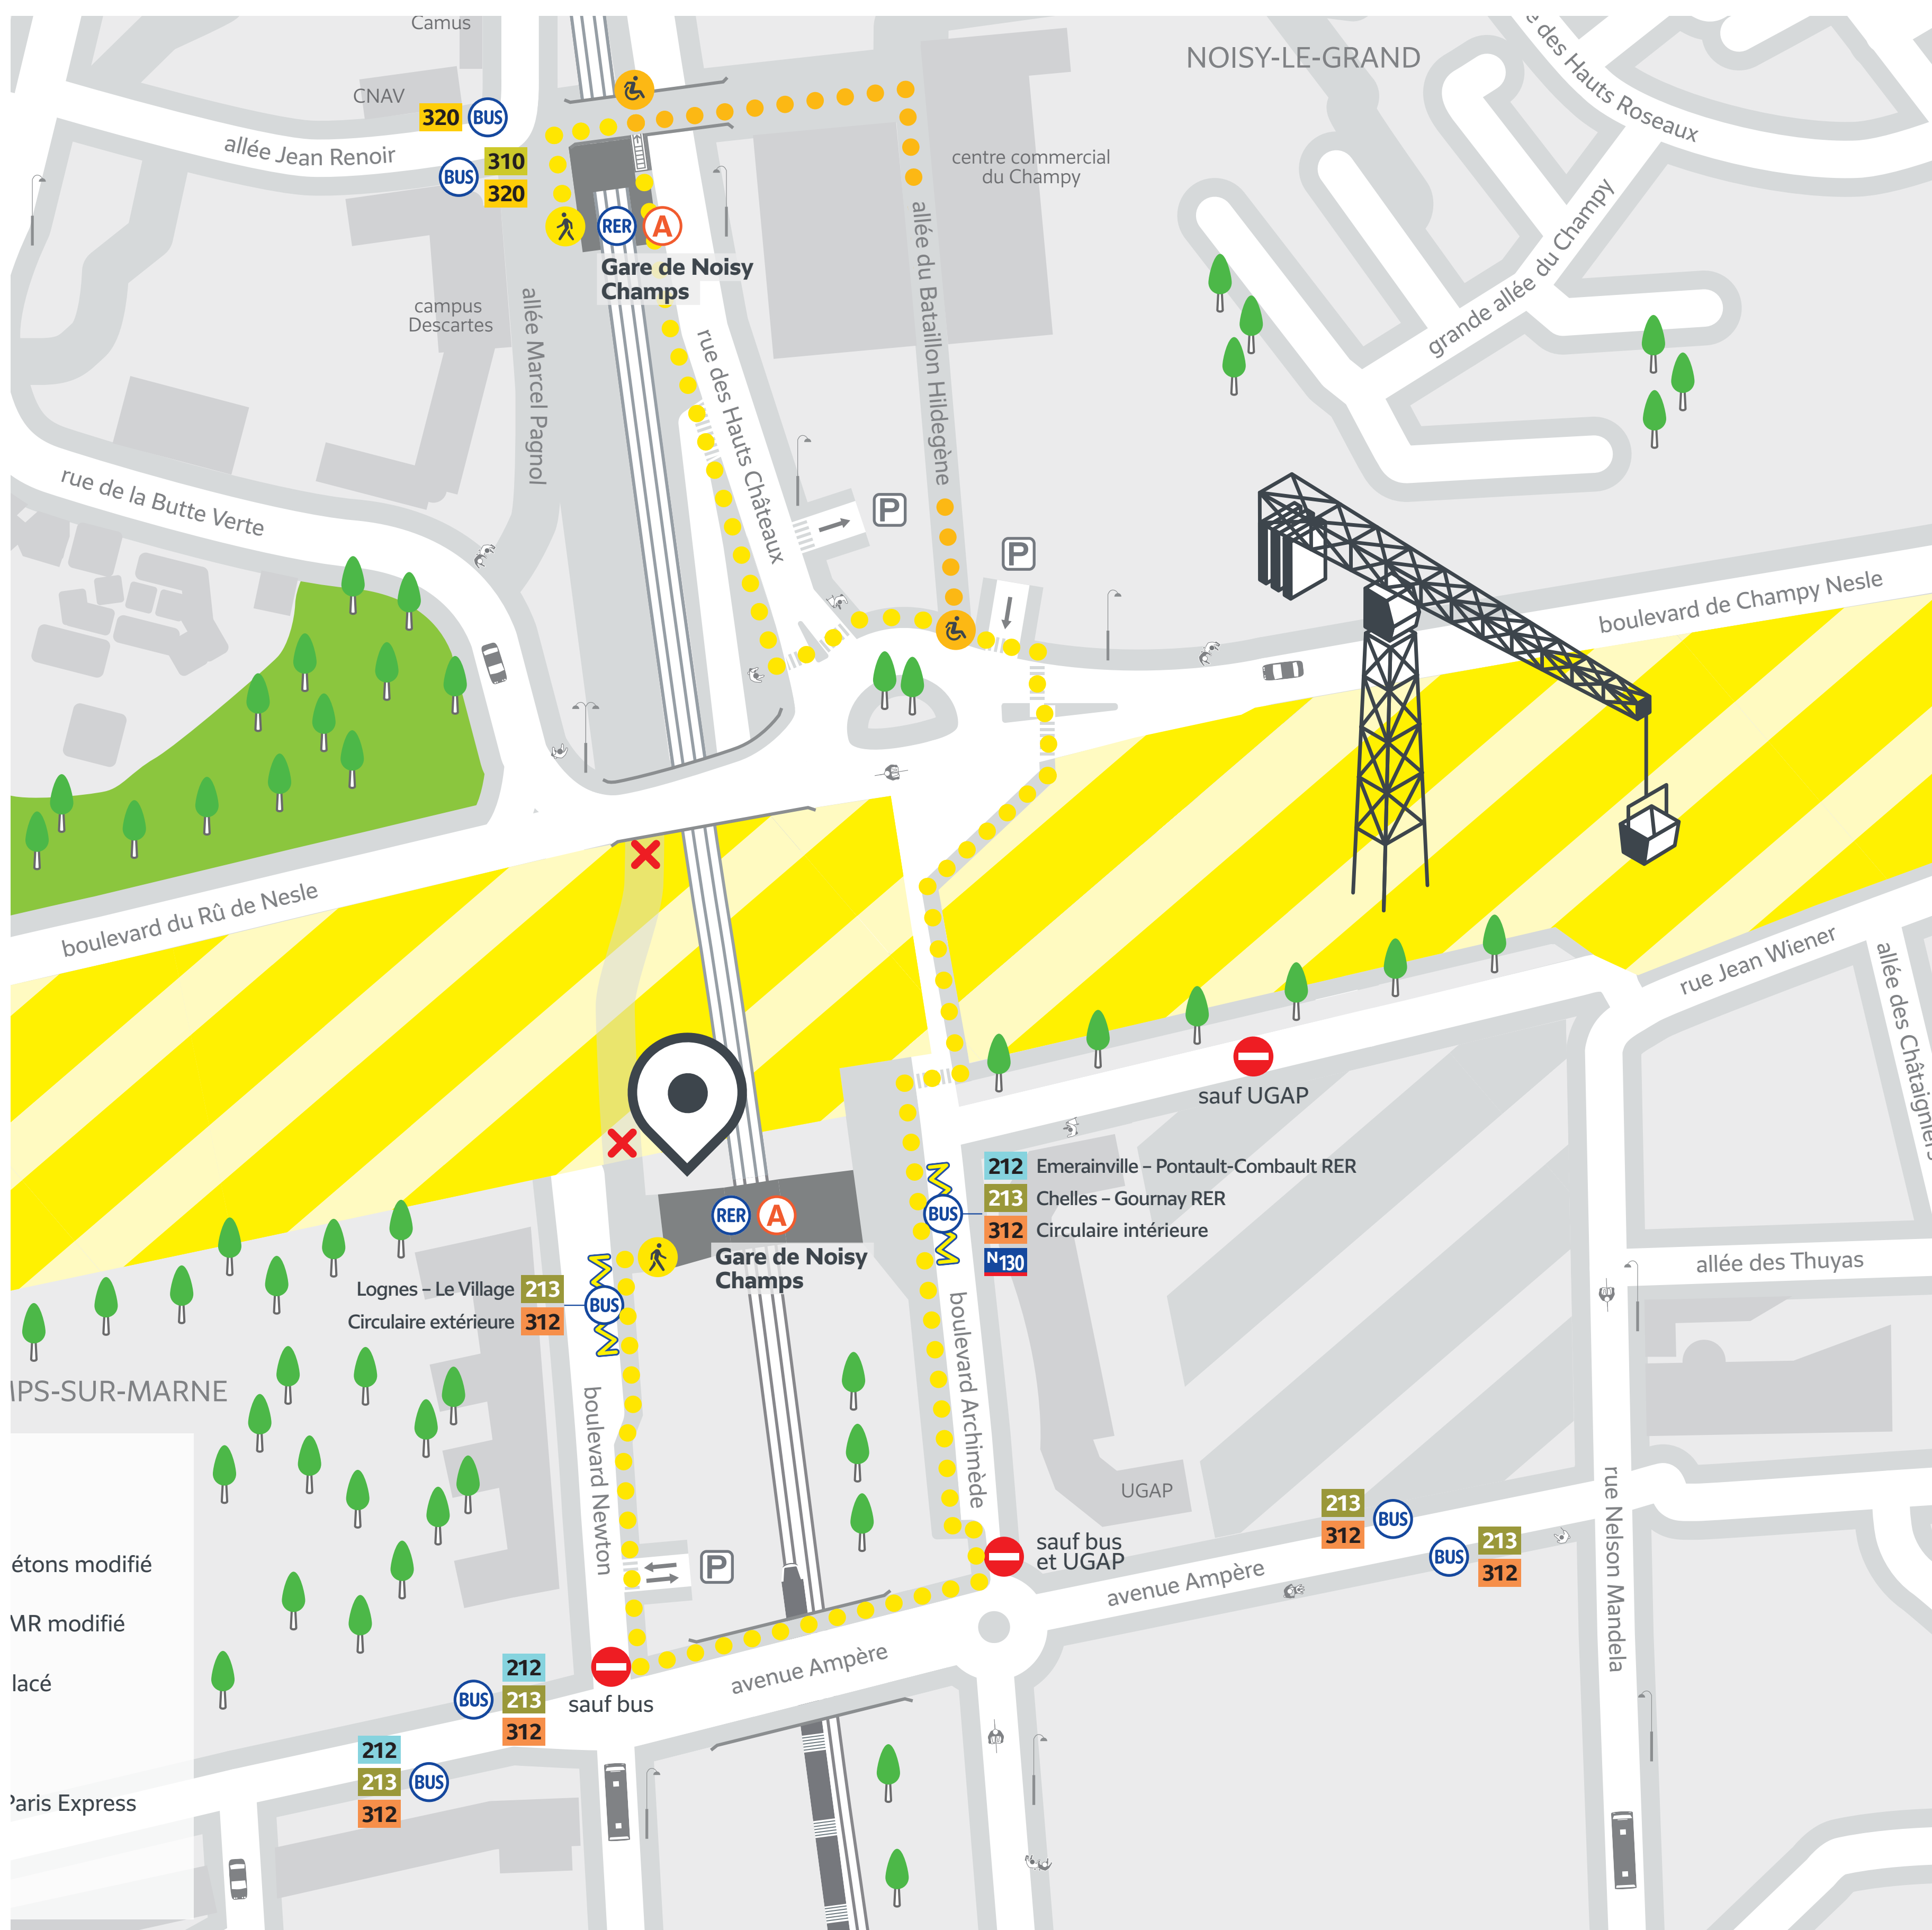 Camus
NOISY-LE-GRAND
des Hauts Roseaux
CNAV
320 BUS
allée Jean Renoir
BUS 310
320
centre commercial
du Champy
grande allée du Champy
RER A
Gare de Noisy
Champs
campus
Descartes
allée Marcel Pagnol
rue des Hauts Châteaux
allée du Bataillon Hildegène
rue de la Butte Verte
P
P
boulevard de Champy Nesle
boulevard du Rû de Nesle
rue Jean Wiener
allée des Châtaigniers
sauf UGAP
212 Emerainville – Pontault-Combault RER
213 Chelles – Gournay RER
BUS
312 Circulaire intérieure
N130
RER A
Gare de Noisy
Champs
allée des Thuyas
Lognes – Le Village 213
BUS
Circulaire extérieure 312
MPS-SUR-MARNE
boulevard Newton
boulevard Archimède
UGAP
rue Nelson Mandela
213
312 BUS
BUS 213
312
sauf bus
et UGAP
P
étons modifié
avenue Ampère
MR modifié
avenue Ampère
lacé
sauf bus
212
BUS 213
312
212
213 BUS
312
Paris Express